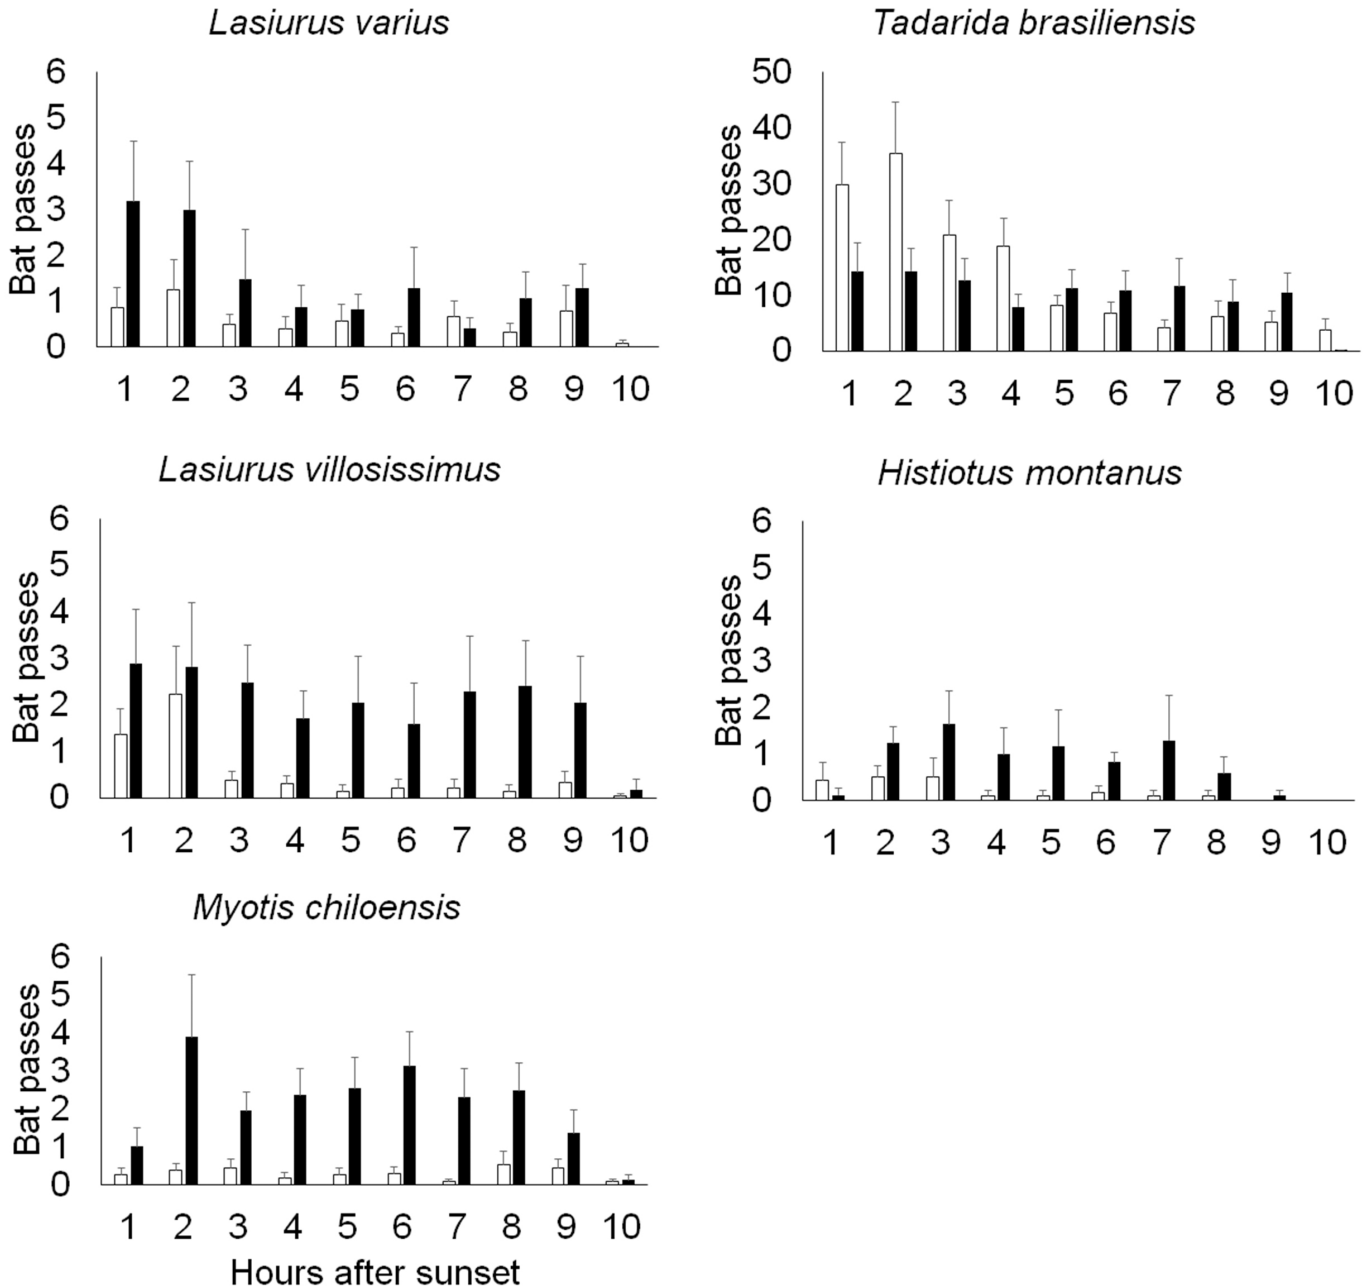 Lasiurus varius
6
5
4
3
2
1
0
Bat passes
1 2 3 4 5 6 7 8 9 10
Tadarida brasiliensis
50
40
30
20
10
0
Bat passes
1 2 3 4 5 6 7 8 9 10
Lasiurus villosissimus
6
5
4
3
2
1
0
Bat passes
1 2 3 4 5 6 7 8 9 10
Histiotus montanus
6
5
4
3
2
1
0
Bat passes
1 2 3 4 5 6 7 8 9 10
Myotis chiloensis
6
5
4
3
2
1
0
Bat passes
1 2 3 4 5 6 7 8 9 10
Hours after sunset